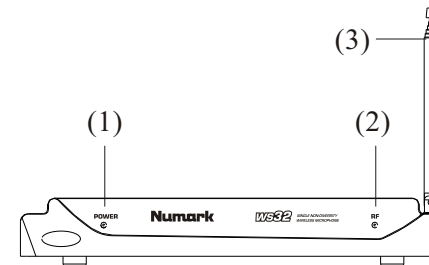 (3)
(1)
(2)
POWER
Numark
WS32
SINGLE NON-DIVERSITY
WIRELESS MICROPHONE
RF